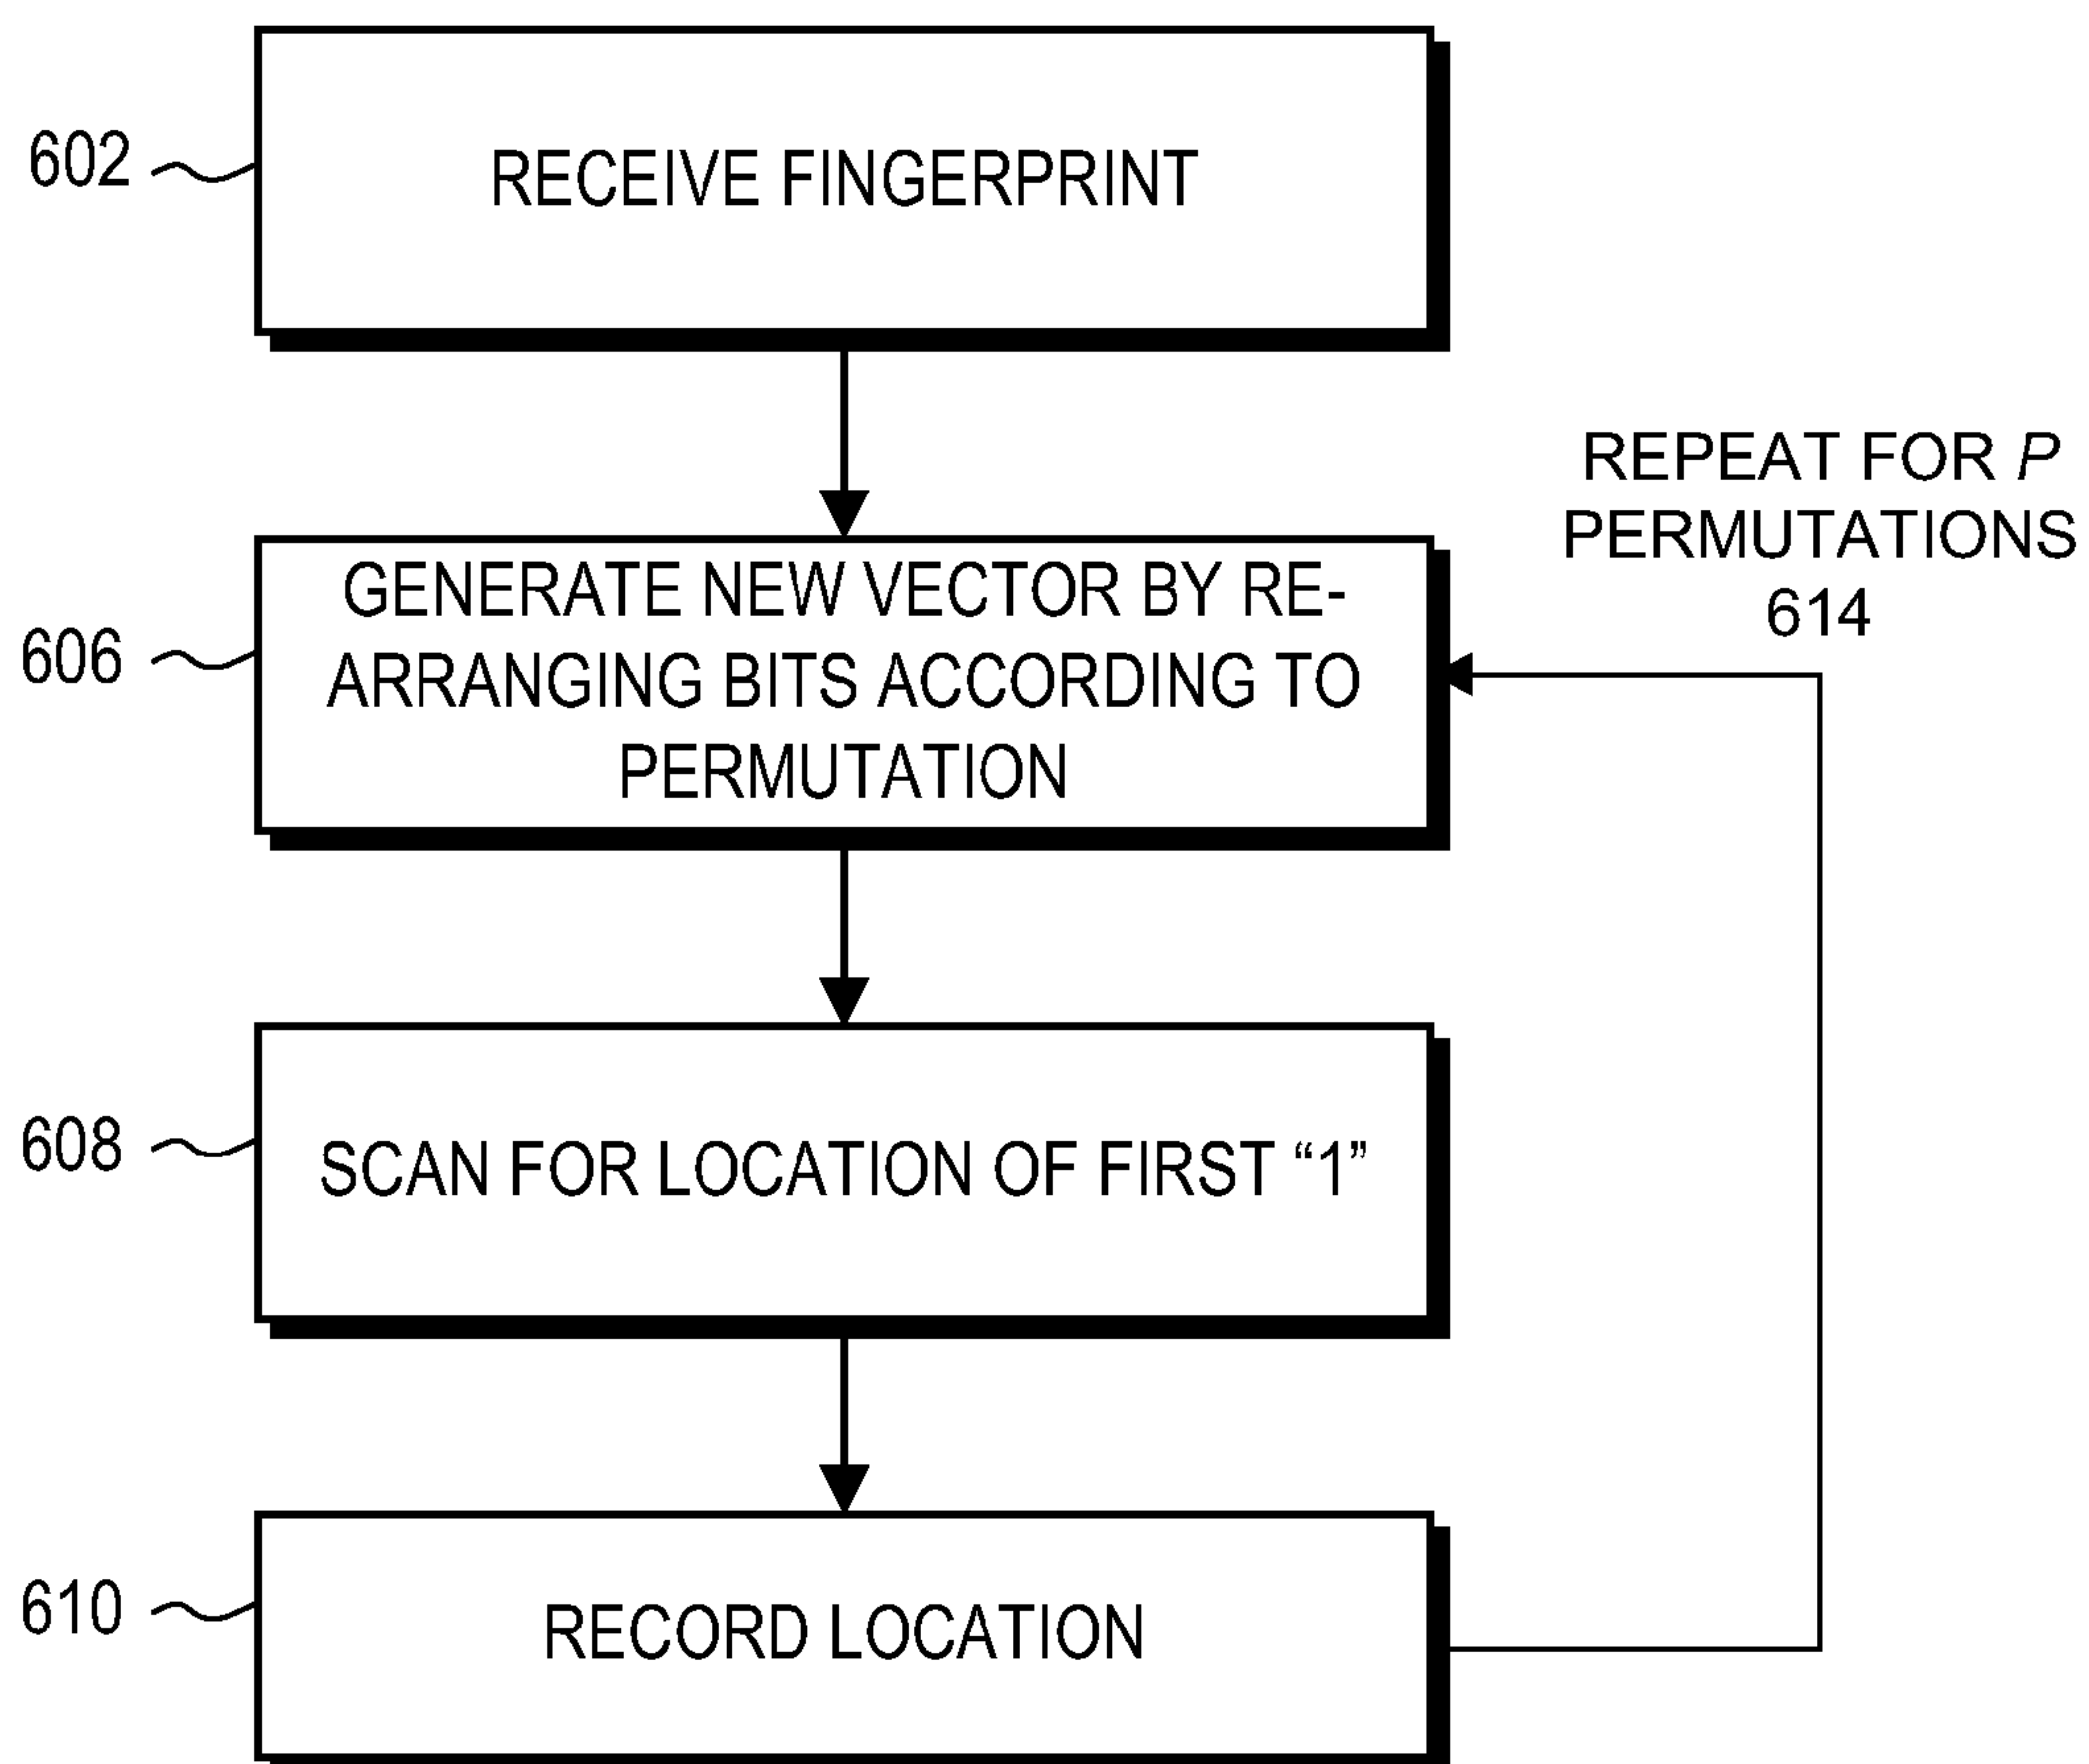 602
RECEIVE FINGERPRINT
REPEAT FOR P
PERMUTATIONS
614
606
GENERATE NEW VECTOR BY RE-
ARRANGING BITS ACCORDING TO
PERMUTATION
608
SCAN FOR LOCATION OF FIRST “1”
610
RECORD LOCATION